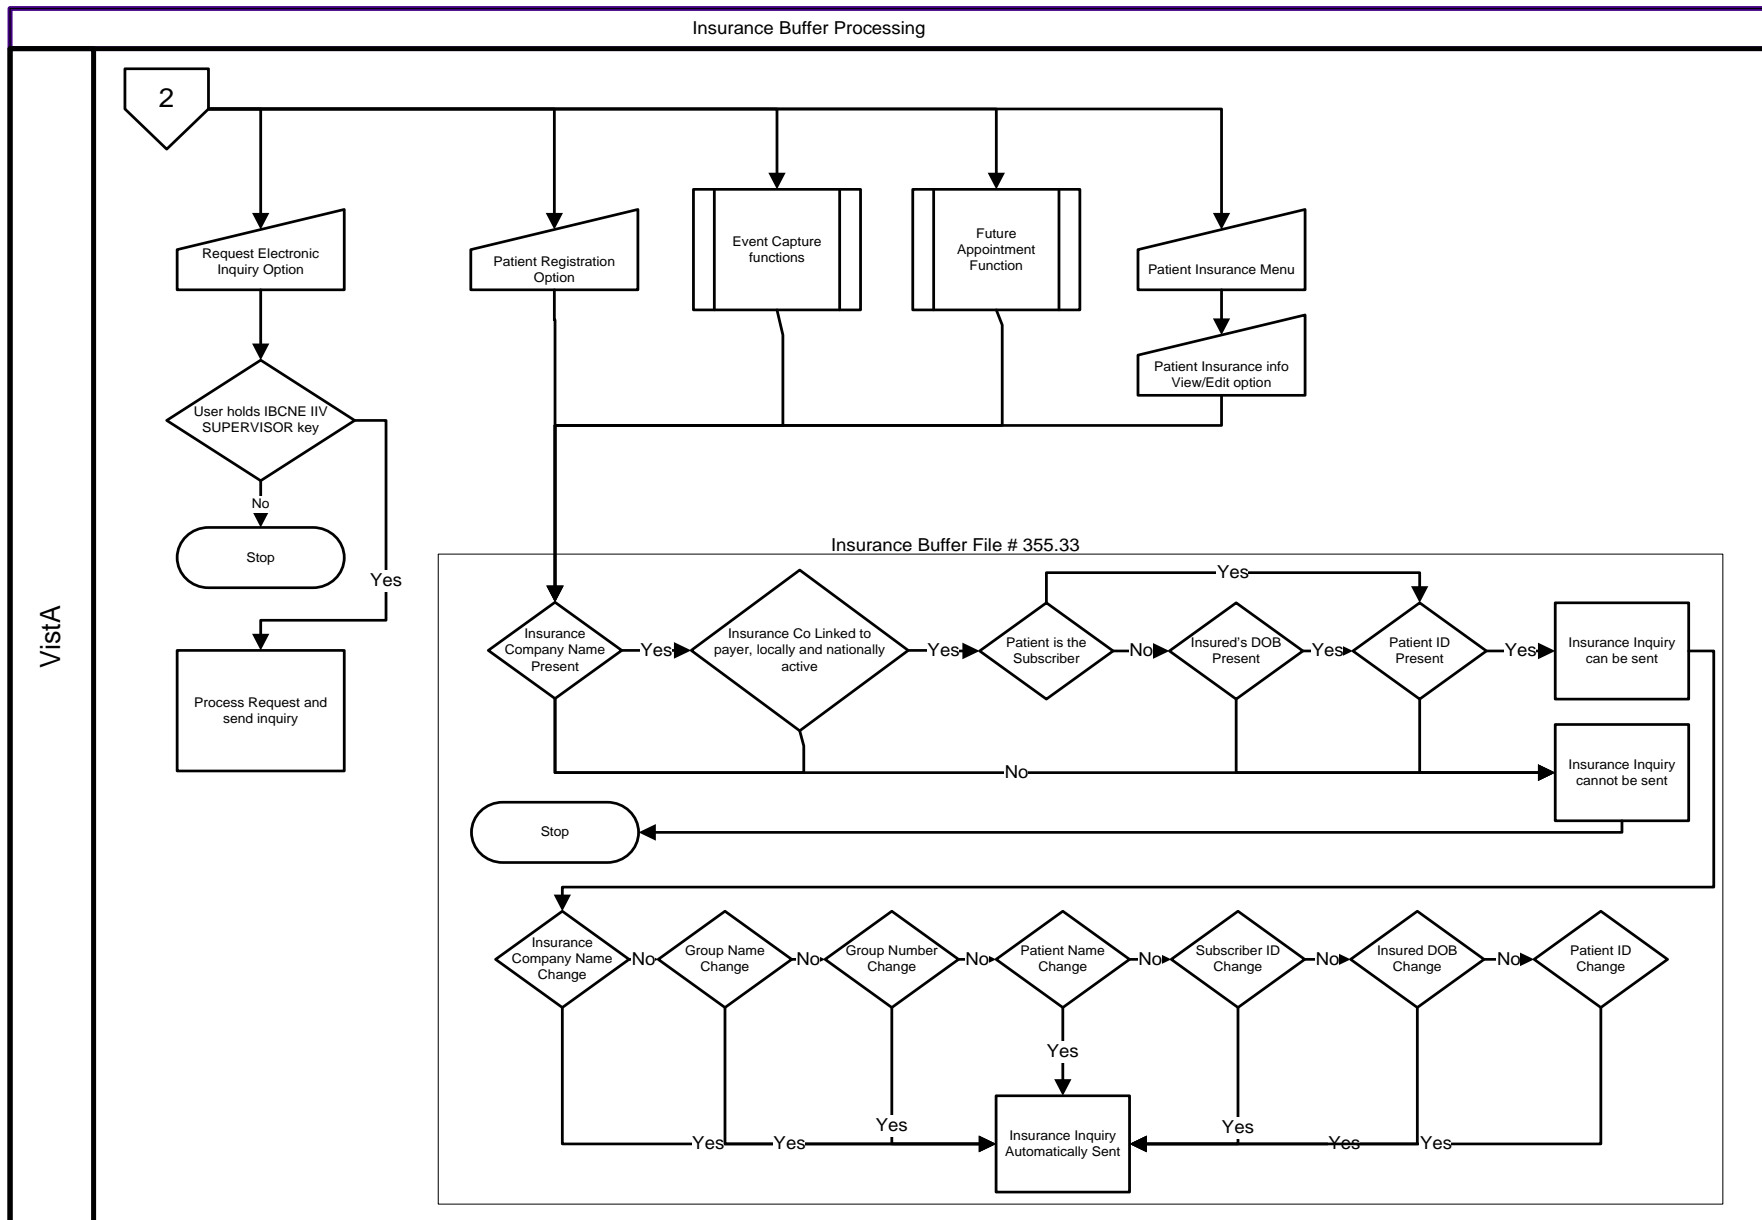 Insurance Buffer Processing
VistA
2
Request Electronic
Inquiry Option
Patient Registration
Option
Event Capture
functions
Future
Appointment
Function
Patient Insurance Menu
Patient Insurance info
View/Edit option
User holds IBCNE IIV
SUPERVISOR key
No
Stop
Yes
Process Request and
send inquiry
Insurance Buffer File # 355.33
Insurance
Company Name
Present
Yes
Insurance Co Linked to
payer, locally and nationally
active
Yes
Patient is the
Subscriber
Yes
No
Insured's DOB
Present
Yes
Patient ID
Present
Yes
Insurance Inquiry
can be sent
No
Insurance Inquiry
cannot be sent
Stop
Insurance
Company Name
Change
No
Group Name
Change
No
Group Number
Change
No
Patient Name
Change
No
Subscriber ID
Change
No
Insured DOB
Change
No
Patient ID
Change
Yes
Yes
Yes
Yes
Insurance Inquiry
Automatically Sent
Yes
Yes
Yes